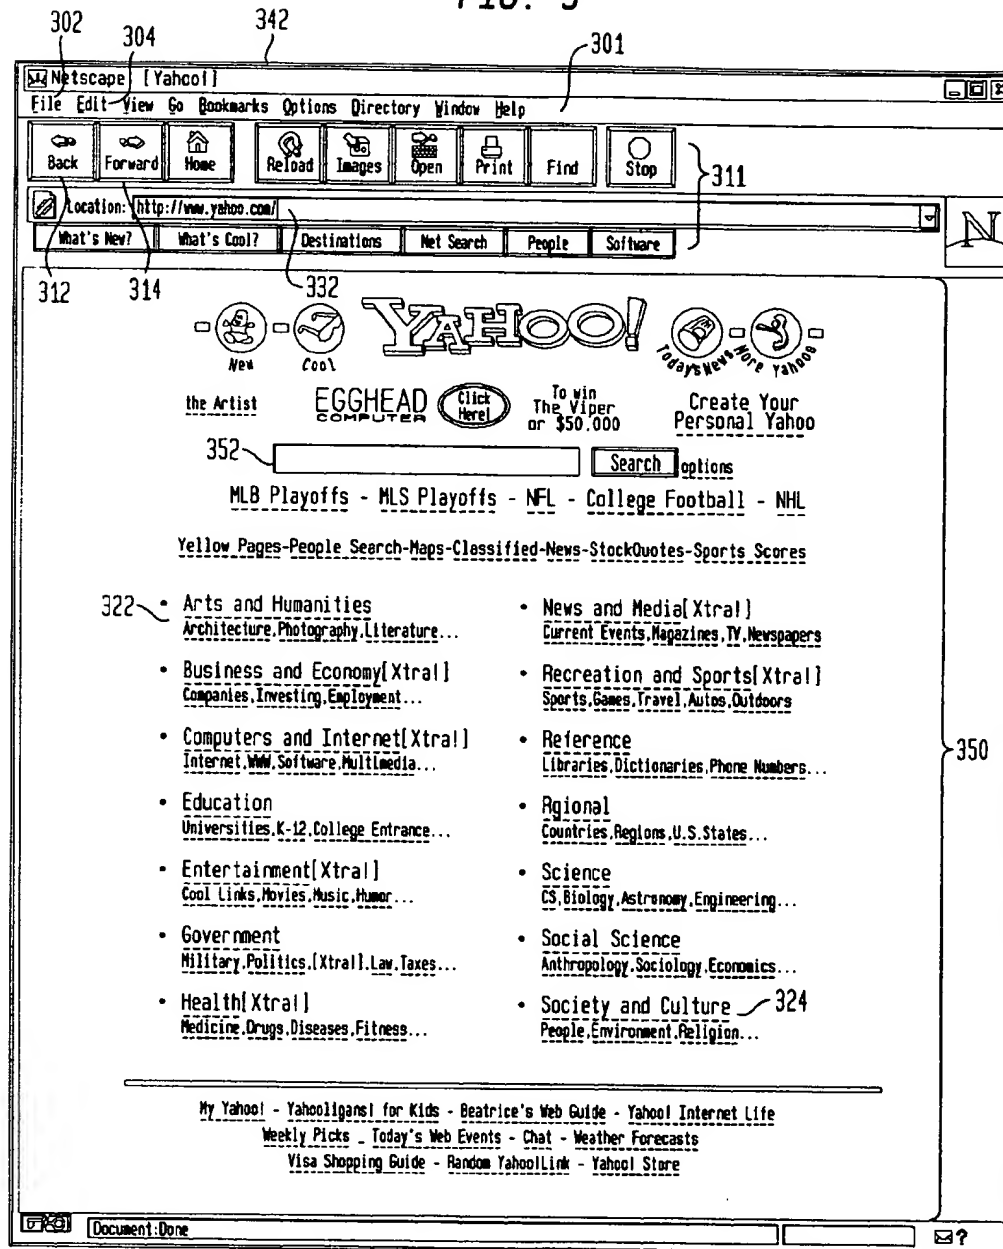 FIG. 3
302
304
342
301
Netscape [Yahoo!]
File Edit View Go Bookmarks Options Directory Window Help
Back Forward Home Reload Images Open Print Find Stop
311
Location: http://www.yahoo.com/
N
What's New? What's Cool? Destinations Net Search People Software
312 314 332
YAHOO!
New Cool Today's News More Yahoos
the Artist EGGHEAD COMPUTER Click Here! To win The Viper or $50,000 Create Your Personal Yahoo
352 Search options
MLB Playoffs - MLS Playoffs - NFL - College Football - NHL
Yellow Pages-People Search-Maps-Classified-News-StockQuotes-Sports Scores
322 • Arts and Humanities
Architecture,Photography,Literature...
• Business and Economy[Xtra!]
Companies,Investing,Employment...
• Computers and Internet[Xtra!]
Internet,WWW,Software,Multimedia...
• Education
Universities,K-12,College Entrance...
• Entertainment[Xtra!]
Cool Links,Movies,Music,Humor...
• Government
Military,Politics,[Xtra!],Law,Taxes...
• Health[Xtra!]
Medicine,Drugs,Diseases,Fitness...
• News and Media[Xtra!]
Current Events,Magazines,TV,Newspapers
• Recreation and Sports[Xtra!]
Sports,Games,Travel,Autos,Outdoors
• Reference
Libraries,Dictionaries,Phone Numbers...
350
• Rgional
Countries,Regions,U.S.States...
• Science
CS,Biology,Astronomy,Engineering...
• Social Science
Anthropology,Sociology,Economics...
• Society and Culture 324
People,Environment,Religion...
My Yahoo! - Yahooligans! for Kids - Beatrice's Web Guide - Yahoo! Internet Life
Weekly Picks _ Today's Web Events - Chat - Weather Forecasts
Visa Shopping Guide - Random Yahoo!Link - Yahoo! Store
Document:Done
?